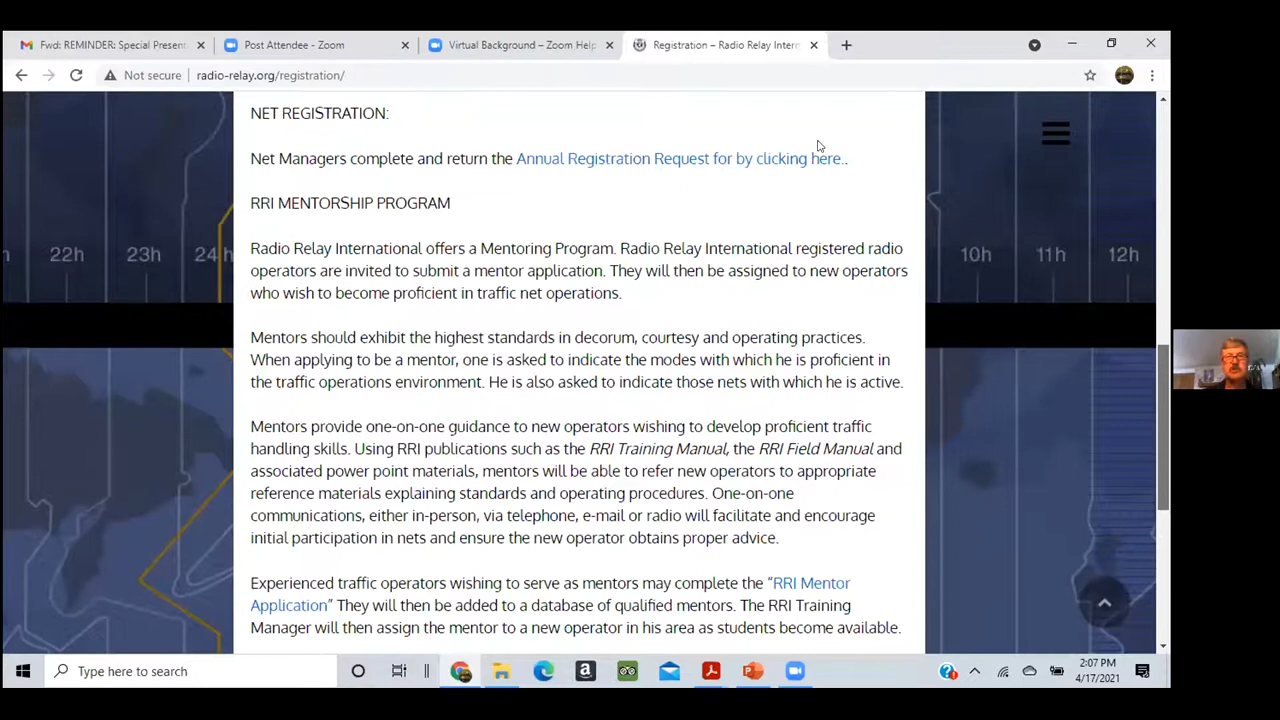 Fwd: REMINDER: Special Present
Post Attendee - Zoom
Virtual Background – Zoom Help
Registration – Radio Relay Intern
Not secure
radio-relay.org/registration/
NET REGISTRATION:
Net Managers complete and return the Annual Registration Request for by clicking here..
RRI MENTORSHIP PROGRAM
Radio Relay International offers a Mentoring Program. Radio Relay International registered radio
operators are invited to submit a mentor application. They will then be assigned to new operators
who wish to become proficient in traffic net operations.
22h 23h 24h
10h 11h 12h
Mentors should exhibit the highest standards in decorum, courtesy and operating practices.
When applying to be a mentor, one is asked to indicate the modes with which he is proficient in
the traffic operations environment. He is also asked to indicate those nets with which he is active.
Mentors provide one-on-one guidance to new operators wishing to develop proficient traffic
handling skills. Using RRI publications such as the RRI Training Manual, the RRI Field Manual and
associated power point materials, mentors will be able to refer new operators to appropriate
reference materials explaining standards and operating procedures. One-on-one
communications, either in-person, via telephone, e-mail or radio will facilitate and encourage
initial participation in nets and ensure the new operator obtains proper advice.
Experienced traffic operators wishing to serve as mentors may complete the “RRI Mentor
Application” They will then be added to a database of qualified mentors. The RRI Training
Manager will then assign the mentor to a new operator in his area as students become available.
Type here to search
2:07 PM
4/17/2021